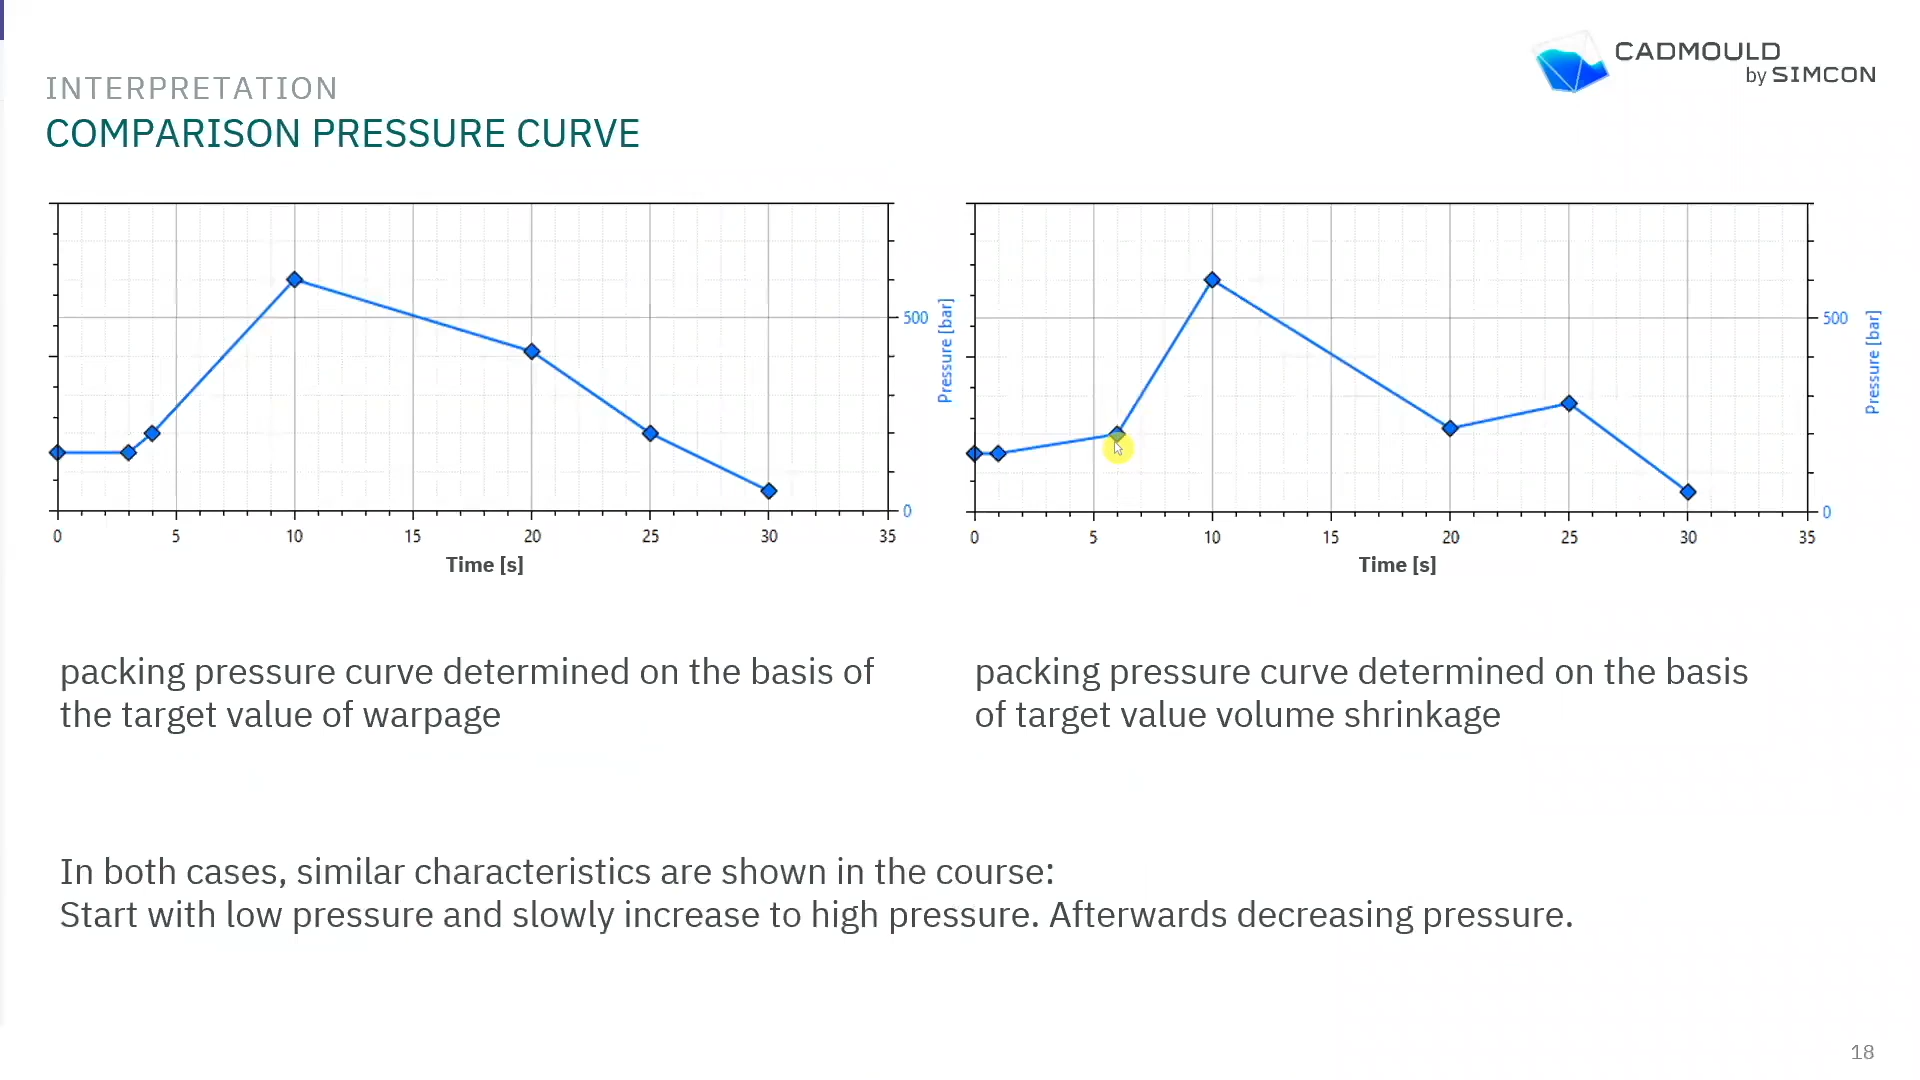 CADMOULD
by SIMCON
INTERPRETATION
COMPARISON PRESSURE CURVE
500
0
Pressure [bar]
0 5 10 15 20 25 30 35
Time [s]
500
0
Pressure [bar]
0 5 10 15 20 25 30 35
Time [s]
packing pressure curve determined on the basis of
the target value of warpage
packing pressure curve determined on the basis
of target value volume shrinkage
In both cases, similar characteristics are shown in the course:
Start with low pressure and slowly increase to high pressure. Afterwards decreasing pressure.
18